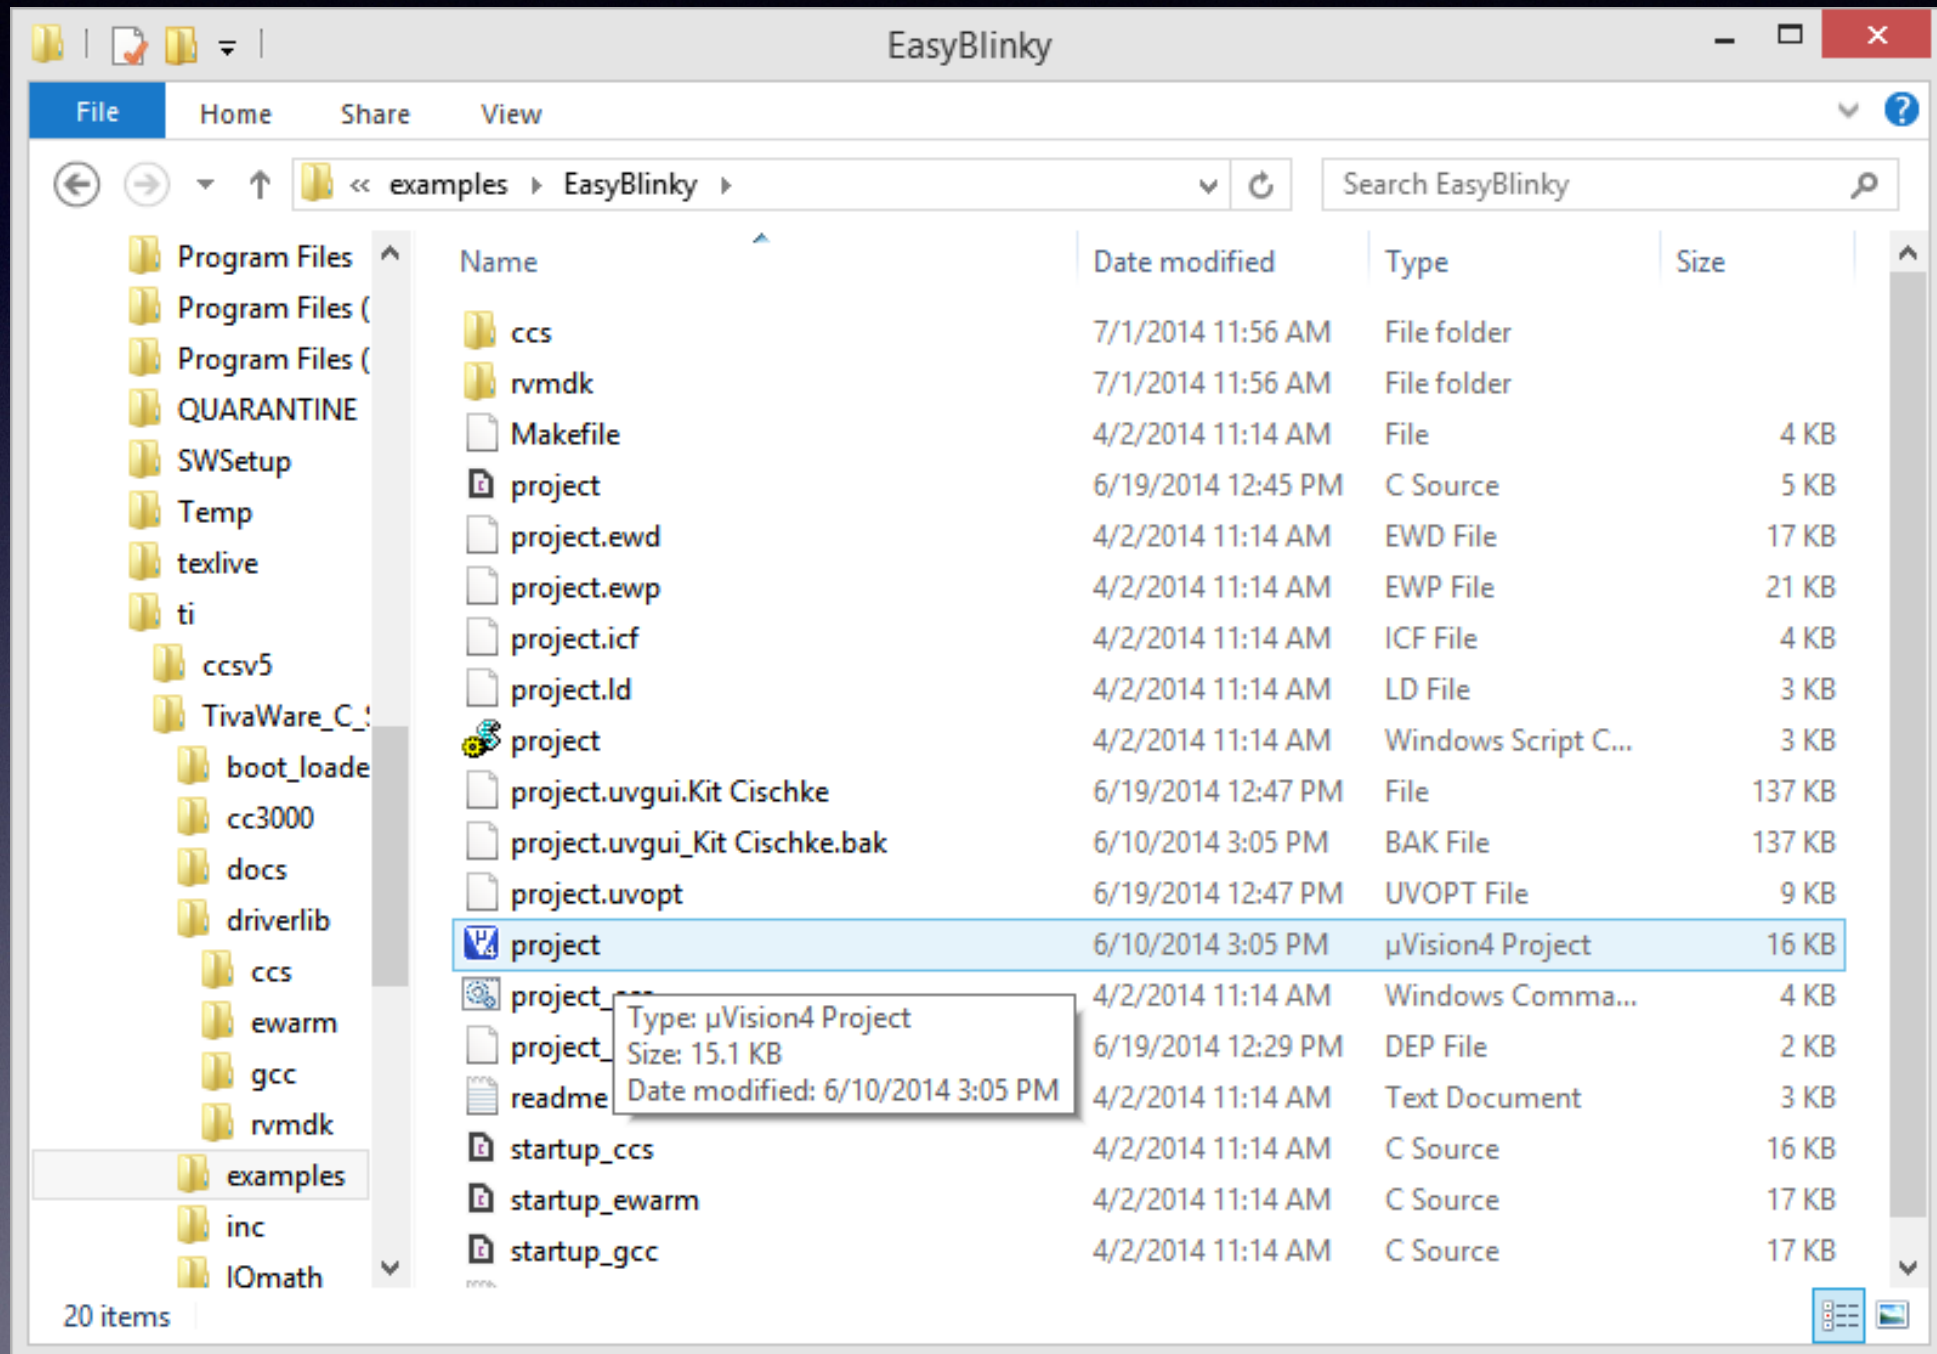 EasyBlinky
File Home Share View
« examples EasyBlinky Search EasyBlinky
Program Files
Program Files (
Program Files (
QUARANTINE
SWSetup
Temp
texlive
ti
ccsv5
TivaWare_C_
boot_loade
cc3000
docs
driverlib
ccs
ewarm
gcc
rvmdk
examples
inc
IQmath
Name Date modified Type Size
ccs 7/1/2014 11:56 AM File folder
rvmdk 7/1/2014 11:56 AM File folder
Makefile 4/2/2014 11:14 AM File 4 KB
project 6/19/2014 12:45 PM C Source 5 KB
project.ewd 4/2/2014 11:14 AM EWD File 17 KB
project.ewp 4/2/2014 11:14 AM EWP File 21 KB
project.icf 4/2/2014 11:14 AM ICF File 4 KB
project.ld 4/2/2014 11:14 AM LD File 3 KB
project 4/2/2014 11:14 AM Windows Script C... 3 KB
project.uvgui.Kit Cischke 6/19/2014 12:47 PM File 137 KB
project.uvgui_Kit Cischke.bak 6/10/2014 3:05 PM BAK File 137 KB
project.uvopt 6/19/2014 12:47 PM UVOPT File 9 KB
project 6/10/2014 3:05 PM µVision4 Project 16 KB
project_ 4/2/2014 11:14 AM Windows Comma... 4 KB
project_ 6/19/2014 12:29 PM DEP File 2 KB
readme 4/2/2014 11:14 AM Text Document 3 KB
startup_ccs 4/2/2014 11:14 AM C Source 16 KB
startup_ewarm 4/2/2014 11:14 AM C Source 17 KB
startup_gcc 4/2/2014 11:14 AM C Source 17 KB
Type: µVision4 Project
Size: 15.1 KB
Date modified: 6/10/2014 3:05 PM
20 items